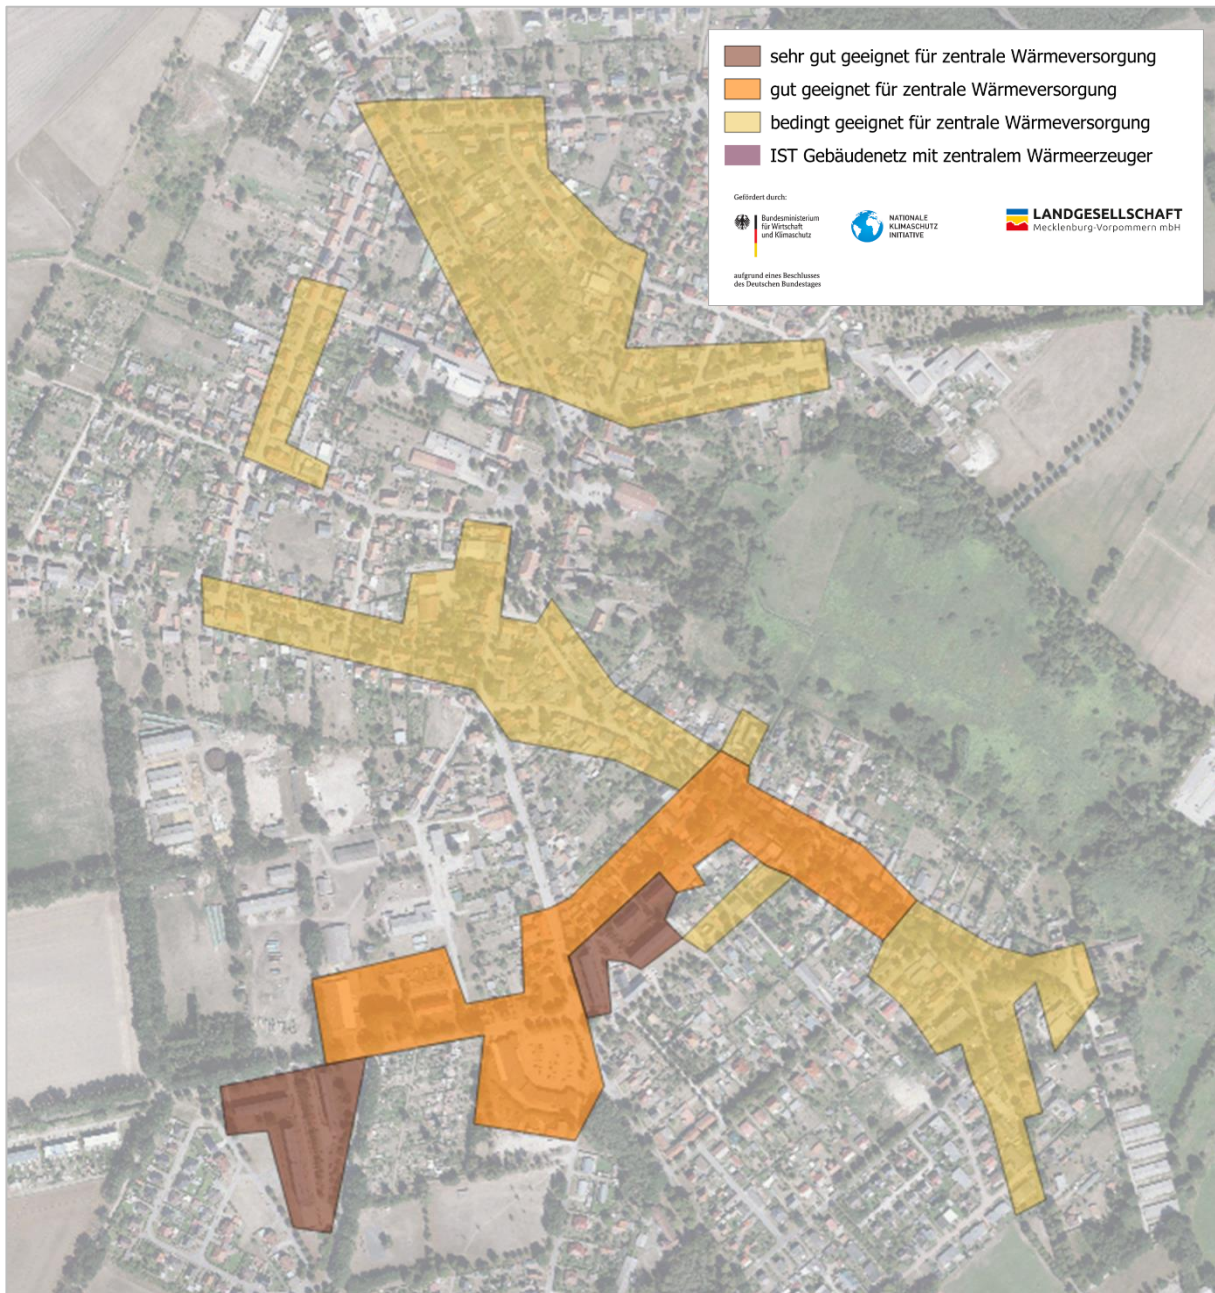 sehr gut geeignet für zentrale Wärmeversorgung
gut geeignet für zentrale Wärmeversorgung
bedingt geeignet für zentrale Wärmeversorgung
IST Gebäudenetz mit zentralem Wärmeerzeuger
Gefördert durch:
Bundesministerium
für Wirtschaft
und Klimaschutz
NATIONALE
KLIMASCHUTZ
INITIATIVE
LANDGESELLSCHAFT
Mecklenburg-Vorpommern mbH
aufgrund eines Beschlusses
des Deutschen Bundestages